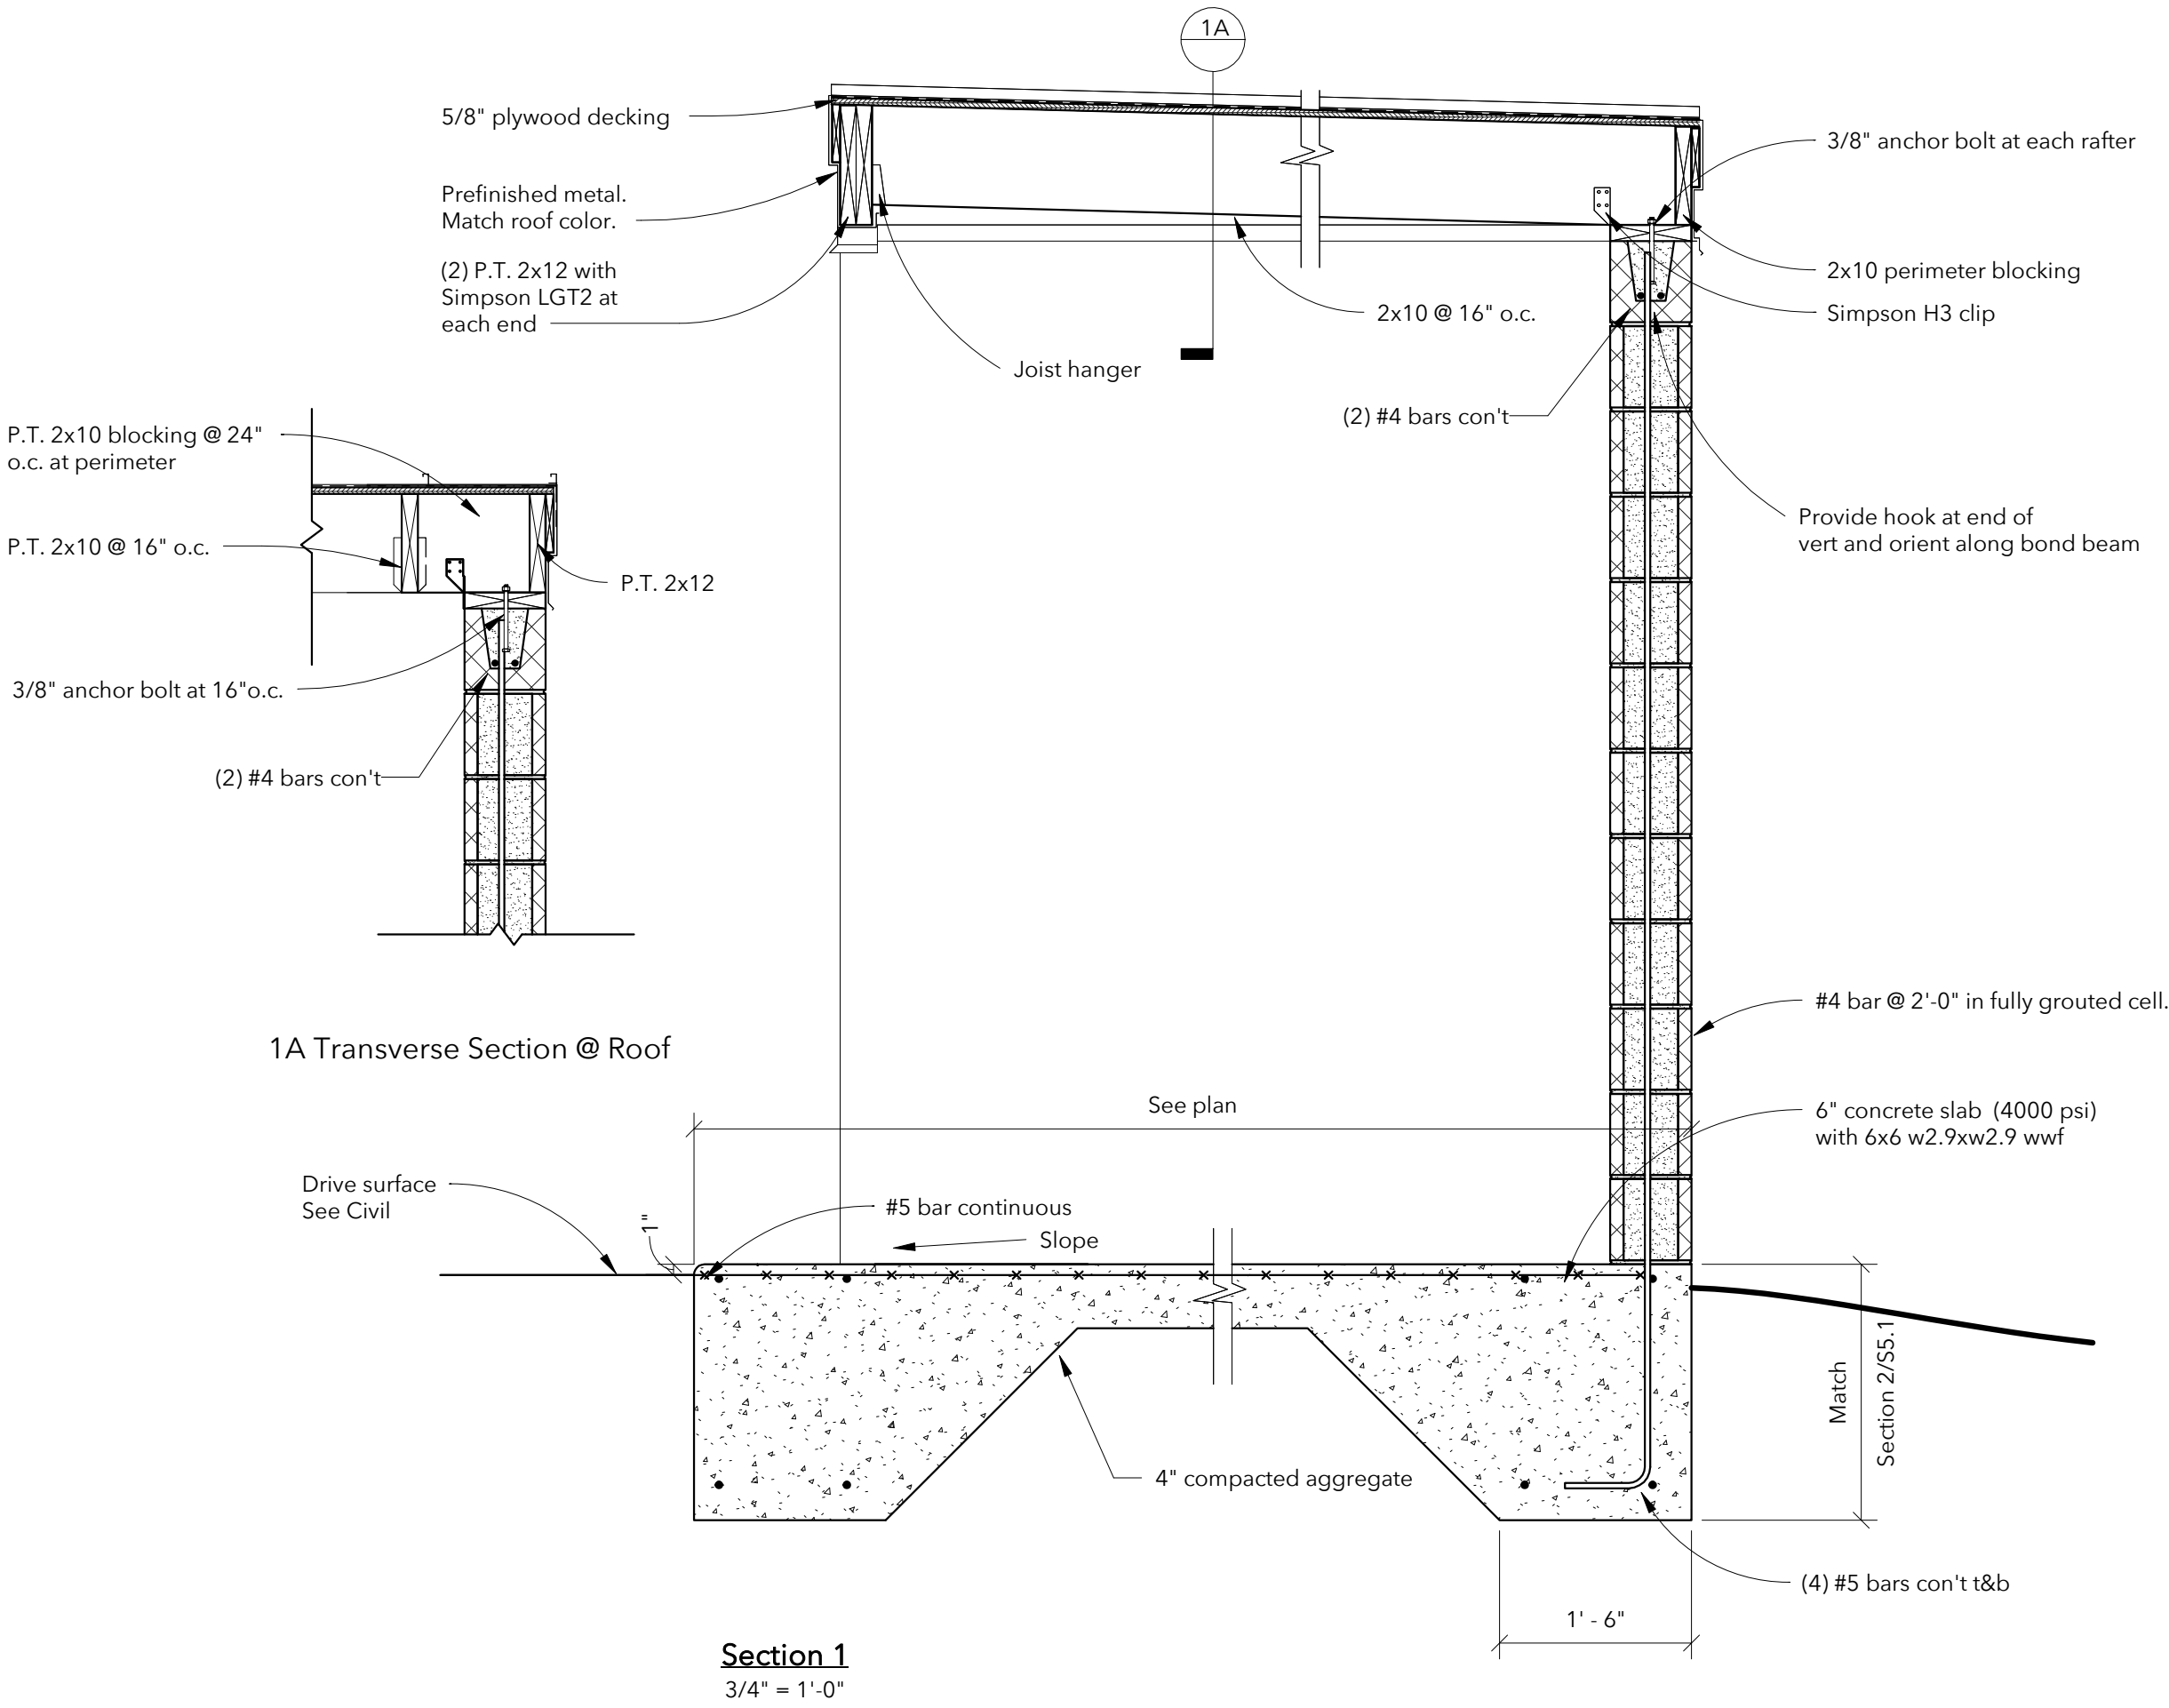 1A
5/8" plywood decking
Prefinished metal.
Match roof color.
(2) P.T. 2x12 with
Simpson LGT2 at
each end
3/8" anchor bolt at each rafter
2x10 perimeter blocking
Simpson H3 clip
2x10 @ 16" o.c.
Joist hanger
(2) #4 bars con't
Provide hook at end of
vert and orient along bond beam
P.T. 2x10 blocking @ 24"
o.c. at perimeter
P.T. 2x10 @ 16" o.c.
P.T. 2x12
3/8" anchor bolt at 16"o.c.
(2) #4 bars con't
1A Transverse Section @ Roof
#4 bar @ 2'-0" in fully grouted cell.
See plan
6" concrete slab (4000 psi)
with 6x6 w2.9xw2.9 wwf
Drive surface
See Civil
1"
#5 bar continuous
Slope
4" compacted aggregate
Match
Section 2/S5.1
(4) #5 bars con't t&b
1' - 6"
Section 1
3/4" = 1'-0"